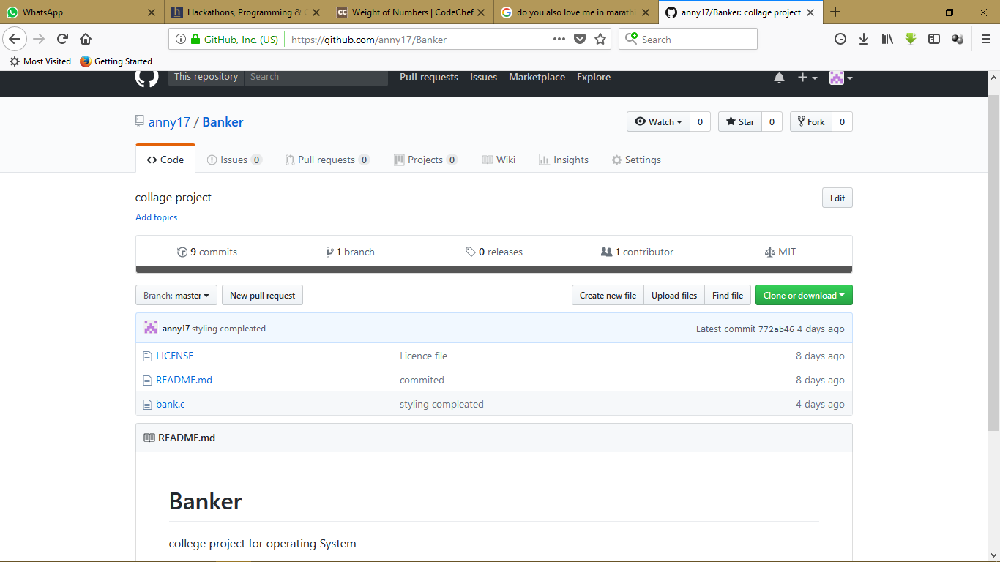 WhatsApp
Hackathons, Programming & C
Weight of Numbers | CodeChef
do you also love me in marath
anny17/Banker: collage project
GitHub, Inc. (US) https://github.com/anny17/Banker
Search
Most Visited Getting Started
This repository Search Pull requests Issues Marketplace Explore
anny17 / Banker
Watch 0 Star 0 Fork 0
Code Issues 0 Pull requests 0 Projects 0 Wiki Insights Settings
collage project
Edit
Add topics
9 commits 1 branch 0 releases 1 contributor MIT
Branch: master New pull request Create new file Upload files Find file Clone or download
anny17 styling compleated Latest commit 772ab46 4 days ago
LICENSE Licence file 8 days ago
README.md commited 8 days ago
bank.c styling compleated 4 days ago
README.md
Banker
college project for operating System